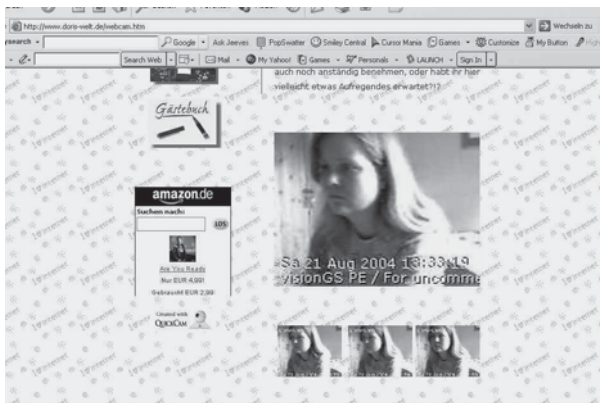 http://www.doris-welt.de/webcam.htm
Wechseln zu
ysearch
Google
Ask Jeeves
PopSwatter
Smiley Central
Cursor Mania
Games
Customize
My Button
Search Web
Mail
My Yahoo!
Games
Personals
LAUNCH
Sign In
auch noch anständig benehmen, oder habt ihr hier
vielleicht etwas Aufregendes erwartet?!?
Gästebuch
amazon.de
Suchen nach:
LOS
Are You Ready
Nur EUR 4,99!
Gebraucht EUR 2,99!
Created with
QUICKCAM
Sa 21 Aug 2004 13:33:19
visionGS PE / For uncomme